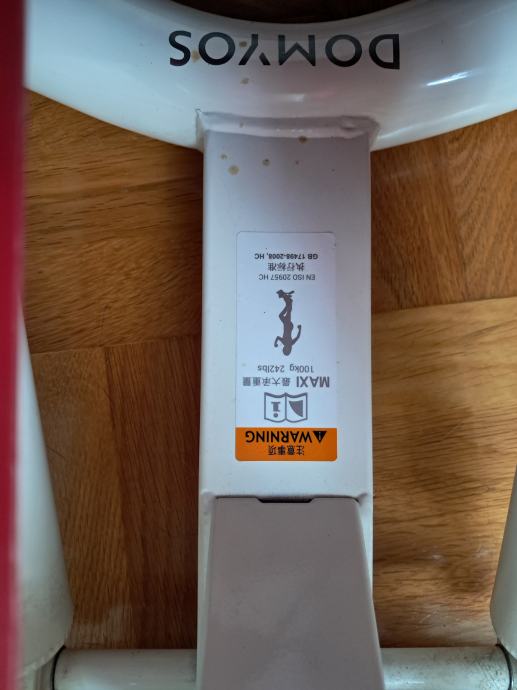 DOMYOS
注意事项
⚠WARNING
MAXI 最大承重量
100kg 242lbs
EN ISO 20957 HC
执行标准
GB 17498-2008, HC